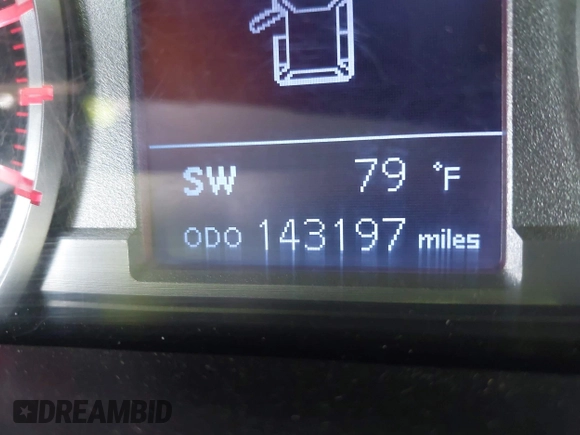 SW 79 °F
ODO 143197 miles
DREAMBID